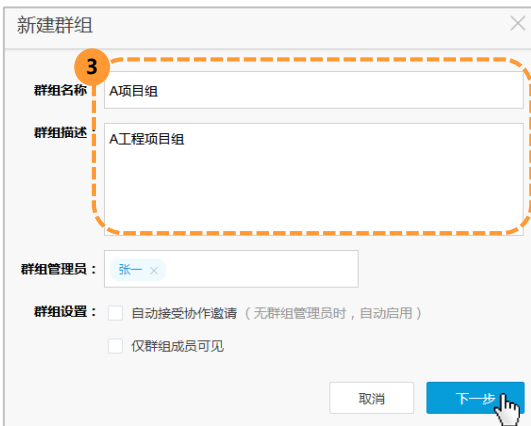 新建群组
3
群组名称 A项目组
群组描述： A工程项目组
群组管理员： 张一 ×
群组设置： 自动接受协作邀请（无群组管理员时，自动启用）
仅群组成员可见
取消 下一步